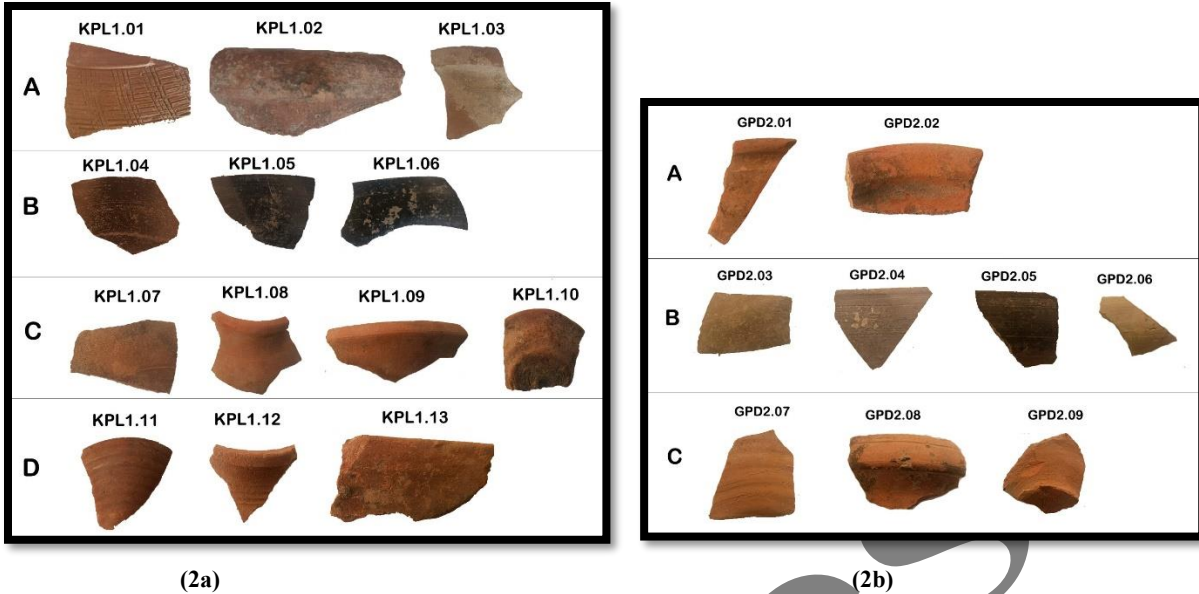 KPL1.01 KPL1.02 KPL1.03
A
KPL1.04 KPL1.05 KPL1.06
B
KPL1.07 KPL1.08 KPL1.09 KPL1.10
C
KPL1.11 KPL1.12 KPL1.13
D
(2a)
GPD2.01 GPD2.02
A
GPD2.03 GPD2.04 GPD2.05 GPD2.06
B
GPD2.07 GPD2.08 GPD2.09
C
(2b)